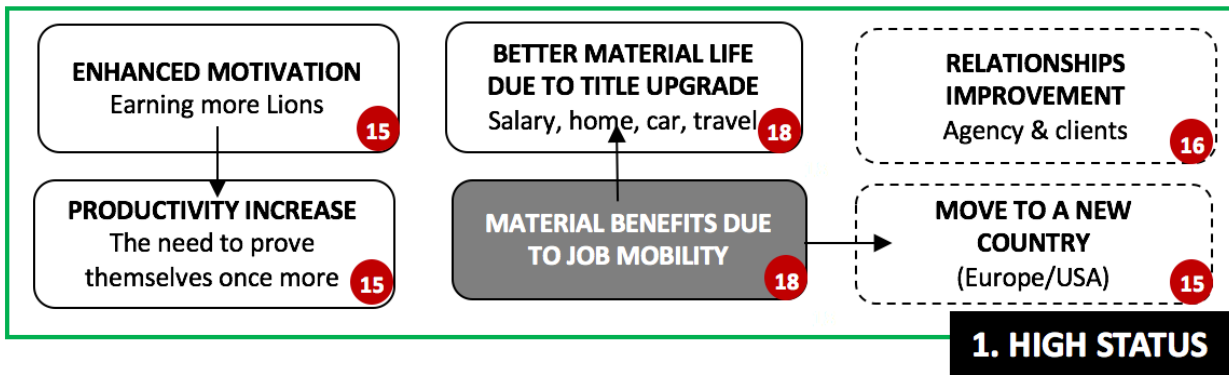 ENHANCED MOTIVATION
Earning more Lions
15
BETTER MATERIAL LIFE
DUE TO TITLE UPGRADE
Salary, home, car, travel
18
RELATIONSHIPS
IMPROVEMENT
Agency & clients
16
PRODUCTIVITY INCREASE
The need to prove
themselves once more
15
MATERIAL BENEFITS DUE
TO JOB MOBILITY
18
MOVE TO A NEW
COUNTRY
(Europe/USA)
15
1. HIGH STATUS